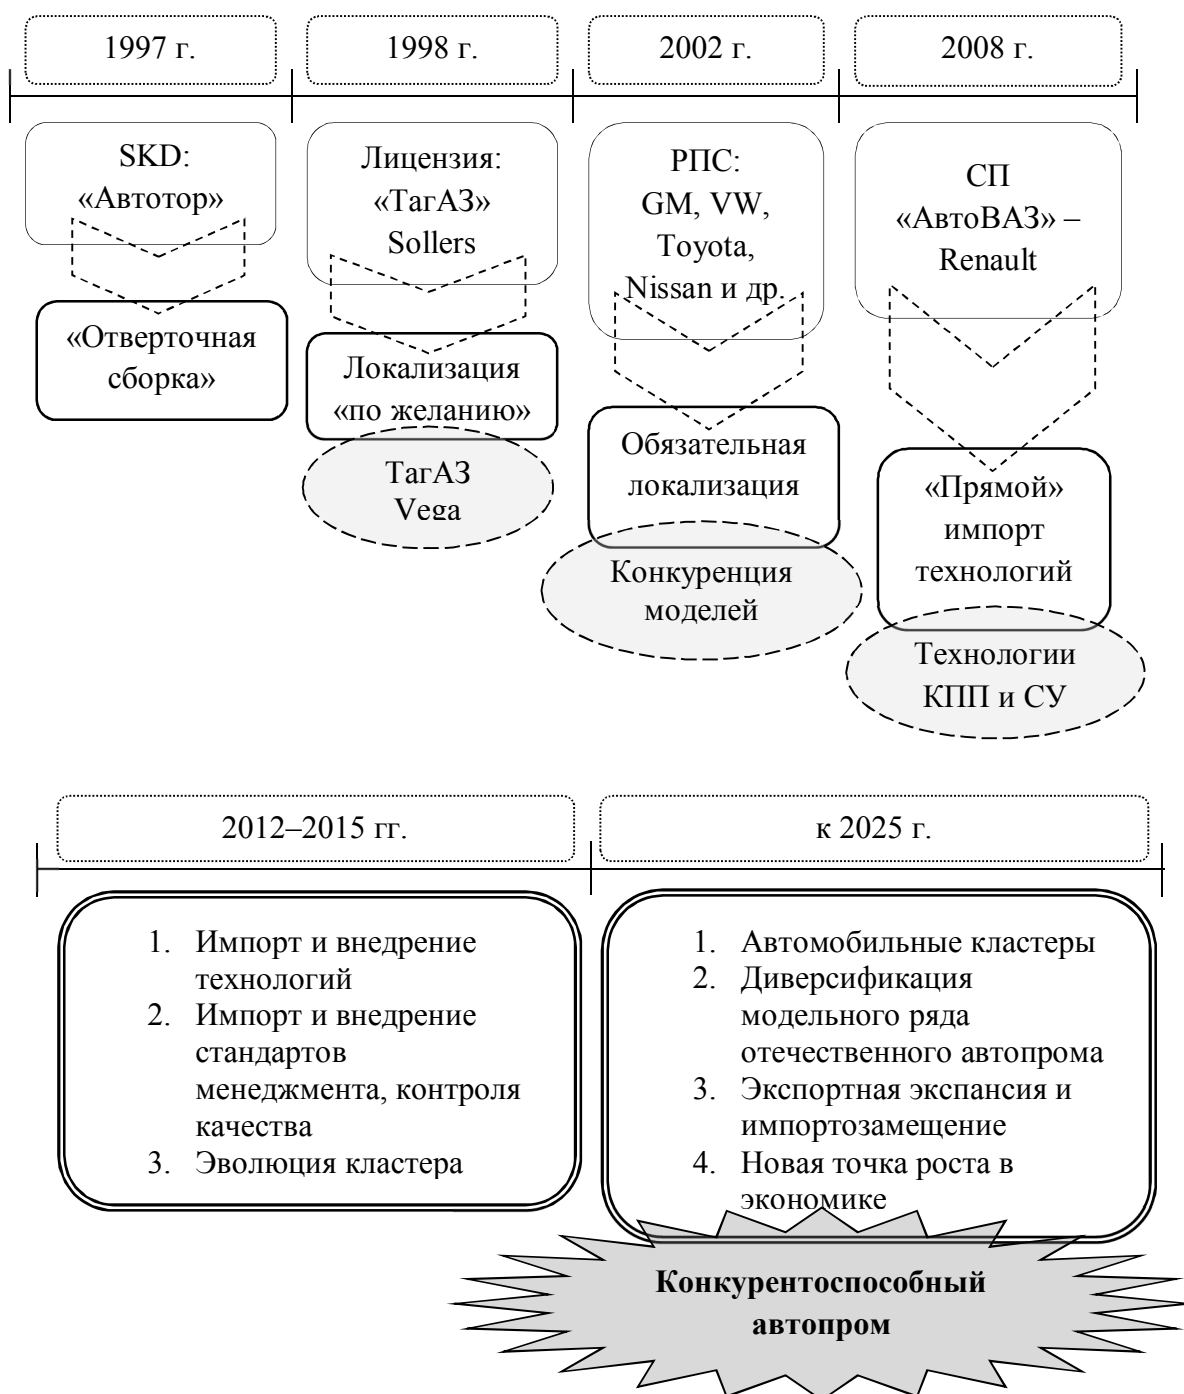 1997 г.
1998 г.
2002 г.
2008 г.
SKD:
«Автотор»
«Отверточная
сборка»
Лицензия:
«ТагАЗ»
Sollers
Локализация
«по желанию»
ТагАЗ
Vega
РПС:
GM, VW,
Toyota,
Nissan и др.
Обязательная
локализация
Конкуренция
моделей
СП
«АвтоВАЗ» –
Renault
«Прямой»
импорт
технологий
Технологии
КПП и СУ
2012–2015 гг.
1. Импорт и внедрение
технологий
2. Импорт и внедрение
стандартов
менеджмента, контроля
качества
3. Эволюция кластера
к 2025 г.
1. Автомобильные кластеры
2. Диверсификация
модельного ряда
отечественного автопрома
3. Экспортная экспансия и
импортозамещение
4. Новая точка роста в
экономике
Конкурентоспособный
автопром